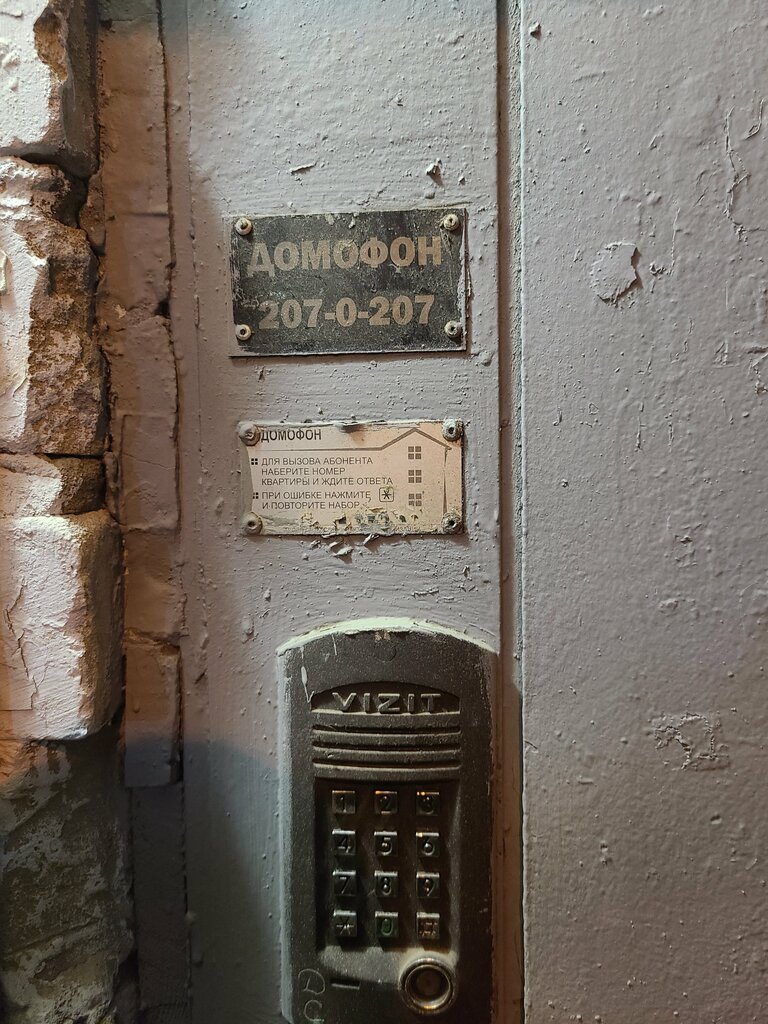 ДОМОФОН
207-0-207
ДОМОФОН
ДЛЯ ВЫЗОВА АБОНЕНТА
НАБЕРИТЕ НОМЕР
КВАРТИРЫ И ЖДИТЕ ОТВЕТА
ПРИ ОШИБКЕ НАЖМИТЕ *
И ПОВТОРИТЕ НАБОР
VIZIT
1 2 3
4 5 6
7 8 9
* 0 #